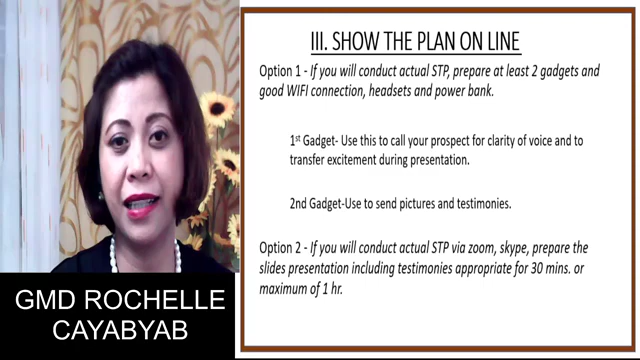 III. SHOW THE PLAN ON LINE
Option 1 - If you will conduct actual STP, prepare at least 2 gadgets and
good WIFI connection, headsets and power bank.
1st Gadget- Use this to call your prospect for clarity of voice and to
transfer excitement during presentation.
2nd Gadget-Use to send pictures and testimonies.
Option 2 - If you will conduct actual STP via zoom, skype, prepare the
slides presentation including testimonies appropriate for 30 mins. or
maximum of 1 hr.
GMD ROCHELLE
CAYABYAB